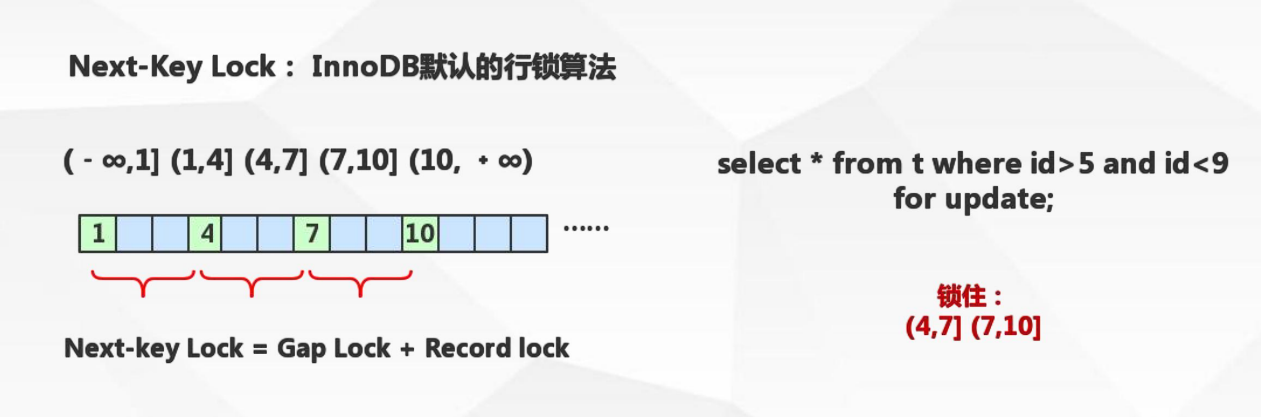 Next-Key Lock： InnoDB默认的行锁算法
(－∞,1] (1,4] (4,7] (7,10] (10, ＋∞)
select * from t where id>5 and id<9
for update;
1 4 7 10 ······
锁住：
(4,7] (7,10]
Next-key Lock = Gap Lock + Record lock